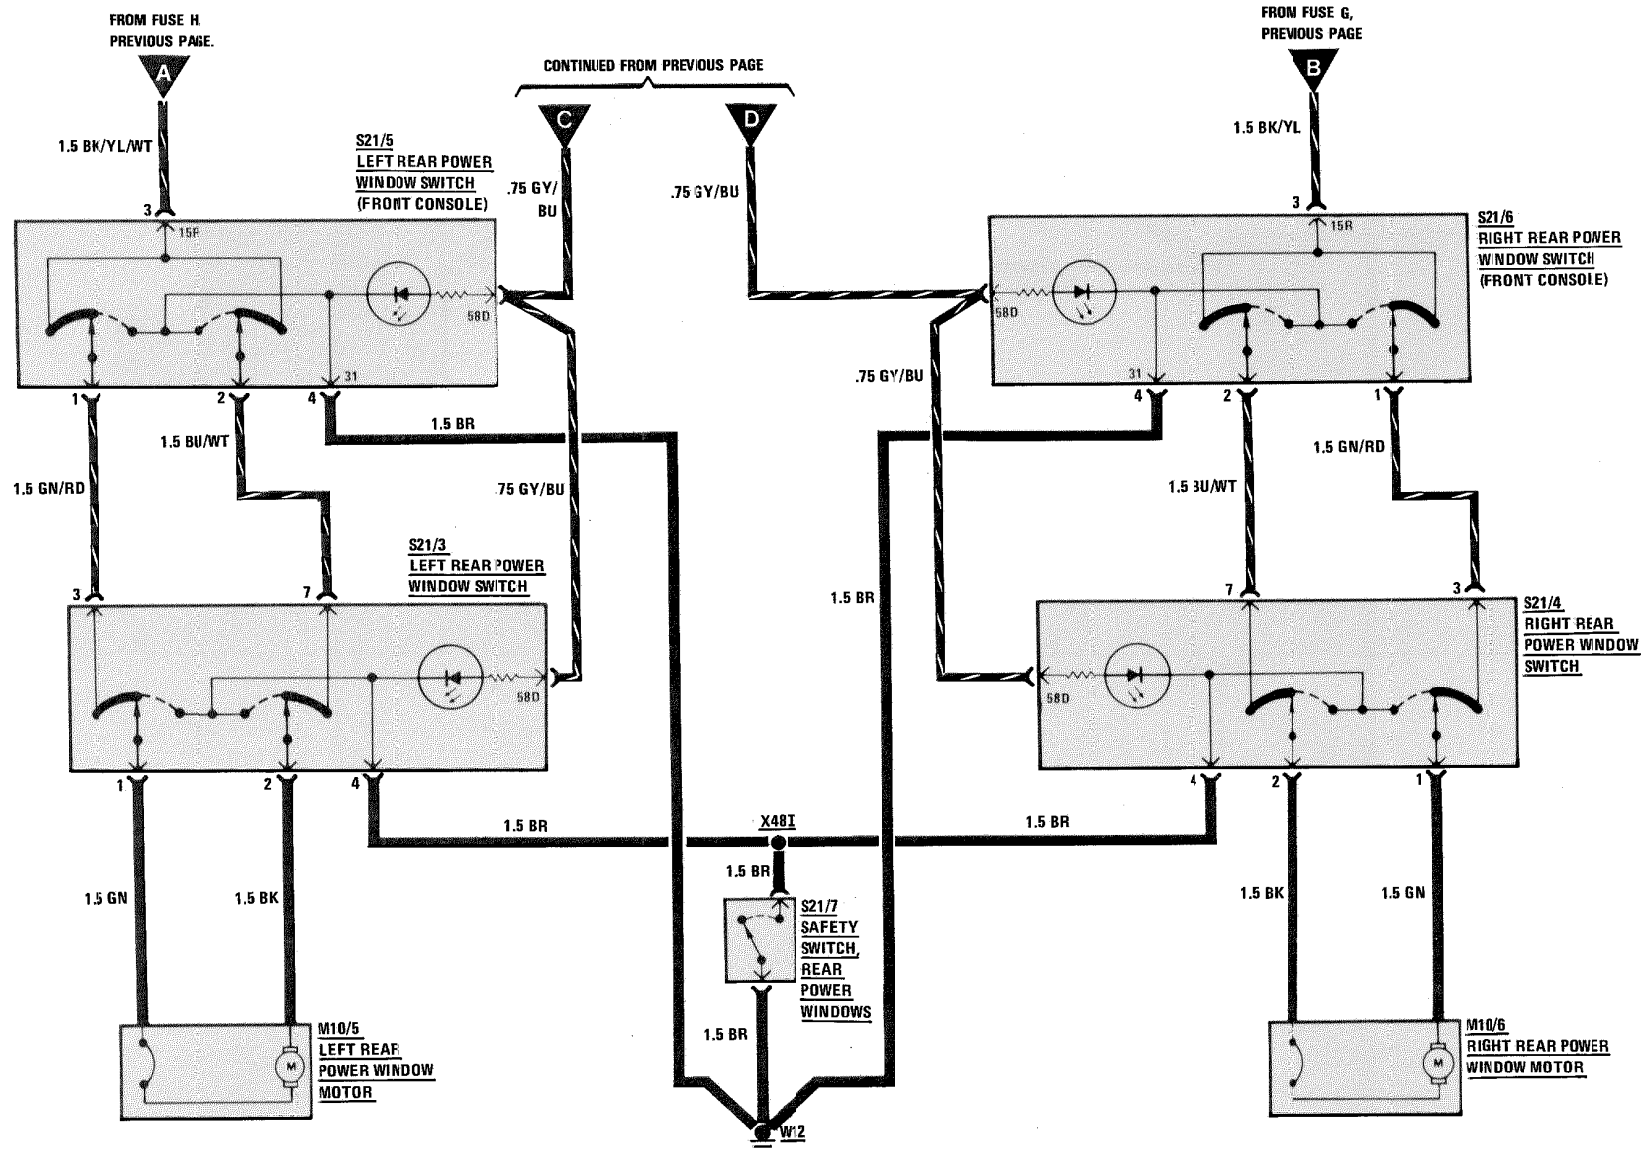 FROM FUSE H,
PREVIOUS PAGE.
A
CONTINUED FROM PREVIOUS PAGE
C
D
FROM FUSE G,
PREVIOUS PAGE
B
1.5 BK/YL/WT
S21/5
LEFT REAR POWER
WINDOW SWITCH
(FRONT CONSOLE)
.75 GY/
BU
.75 GY/BU
1.5 BK/YL
3
15R
58D
31
1
2
4
3
15R
58D
31
4
2
1
S21/6
RIGHT REAR POWER
WINDOW SWITCH
(FRONT CONSOLE)
1.5 GN/RD
1.5 BU/WT
1.5 BR
.75 GY/BU
.75 GY/BU
1.5 BR
1.5 BU/WT
1.5 GN/RD
S21/3
LEFT REAR POWER
WINDOW SWITCH
3
7
58D
1
2
4
7
3
58D
4
2
1
S21/4
RIGHT REAR
POWER WINDOW
SWITCH
1.5 BR
X48I
1.5 BR
1.5 BR
1.5 GN
1.5 BK
S21/7
SAFETY
SWITCH,
REAR
POWER
WINDOWS
1.5 BK
1.5 GN
1.5 BR
M10/5
LEFT REAR
POWER WINDOW
MOTOR
M
W12
M10/6
RIGHT REAR POWER
WINDOW MOTOR
M